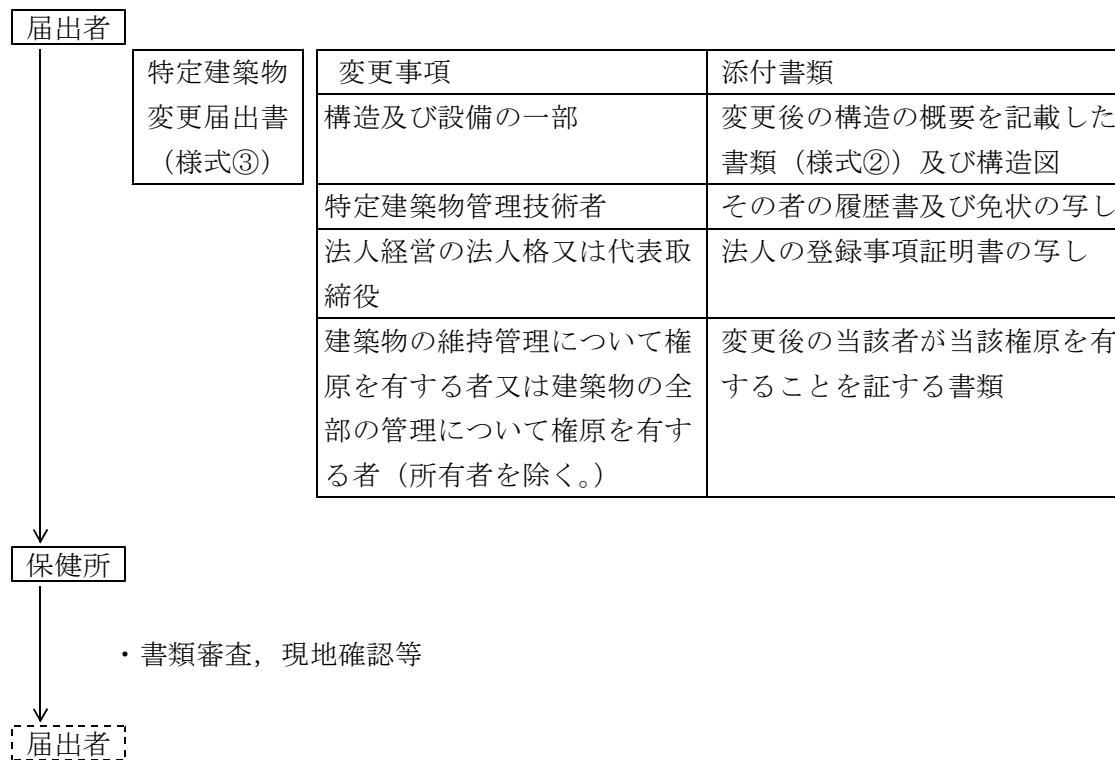 届出者
特定建築物
変更届出書
（様式③）
変更事項
添付書類
構造及び設備の一部
変更後の構造の概要を記載した
書類（様式②）及び構造図
特定建築物管理技術者
その者の履歴書及び免状の写し
法人経営の法人格又は代表取
締役
法人の登録事項証明書の写し
建築物の維持管理について権
原を有する者又は建築物の全
部の管理について権原を有す
る者（所有者を除く。）
変更後の当該者が当該権原を有
することを証する書類
保健所
・書類審査，現地確認等
届出者